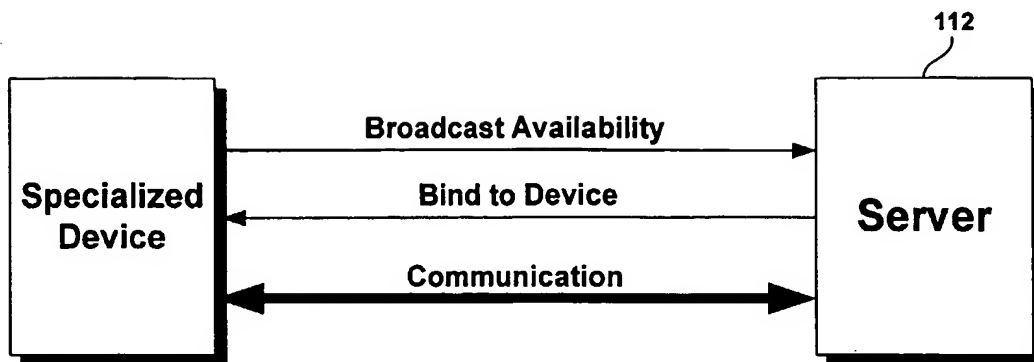 112
Broadcast Availability
Specialized
Device
Bind to Device
Server
Communication